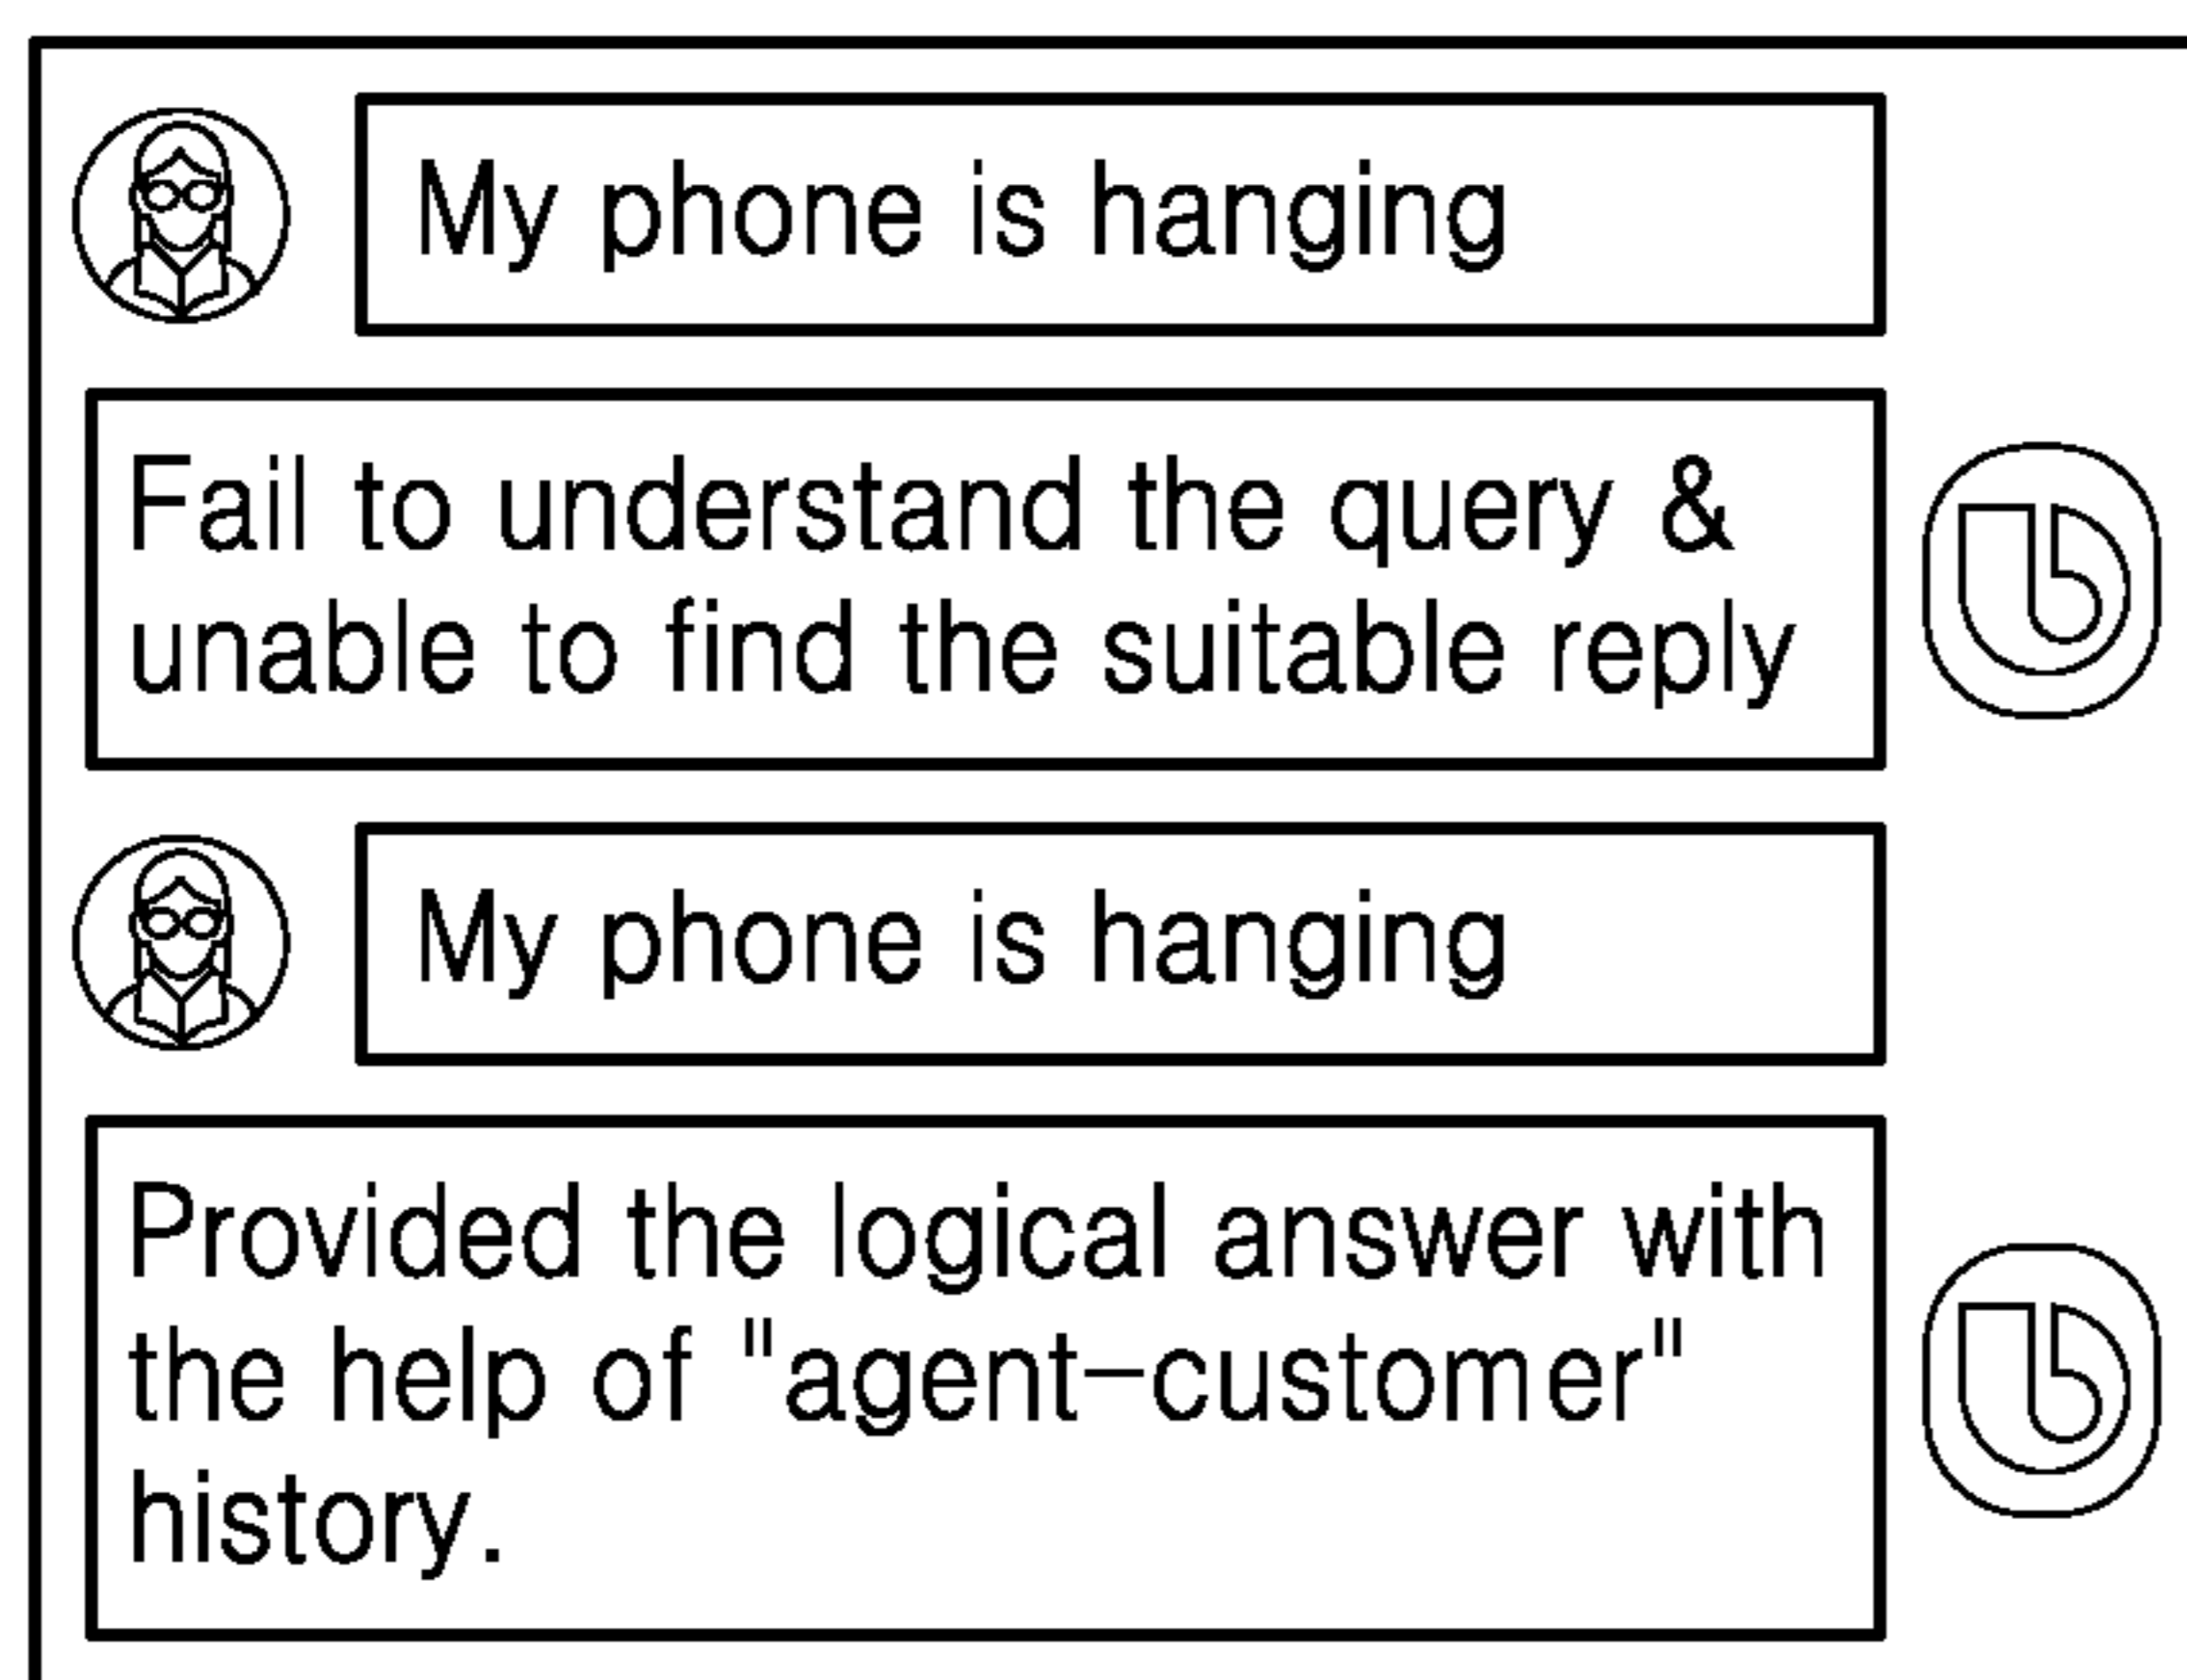 My phone is hanging
Fail to understand the query &
unable to find the suitable reply
My phone is hanging
Provided the logical answer with
the help of "agent-customer"
history.